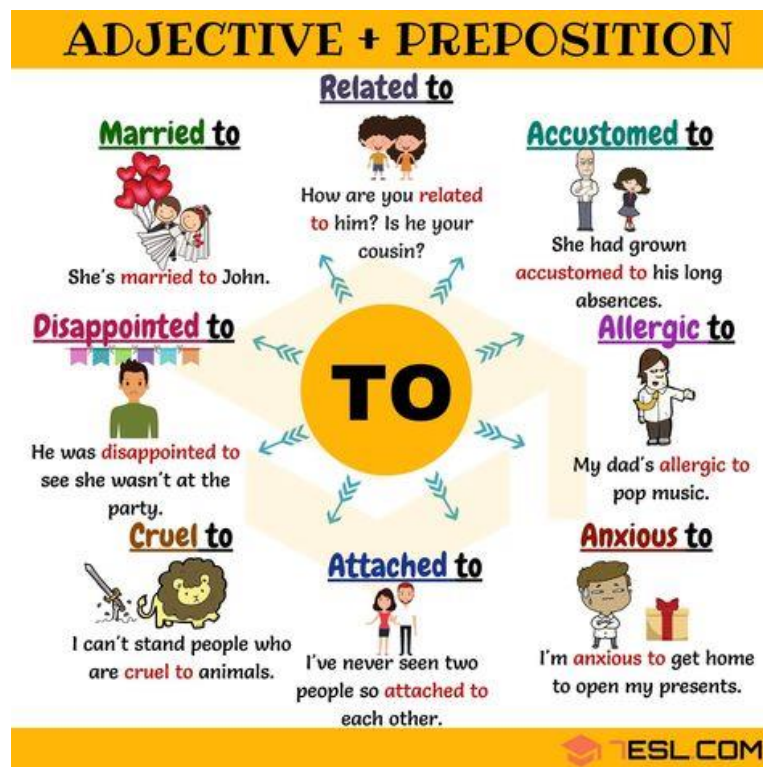 ADJECTIVE + PREPOSITION
Related to
How are you related
to him? Is he your
cousin?
Married to
She's married to John.
Accustomed to
She had grown
accustomed to his long
absences.
Disappointed to
He was disappointed to
see she wasn't at the
party.
TO
Allergic to
My dad's allergic to
pop music.
Cruel to
I can't stand people who
are cruel to animals.
Attached to
I've never seen two
people so attached to
each other.
Anxious to
I'm anxious to get home
to open my presents.
7ESL.COM